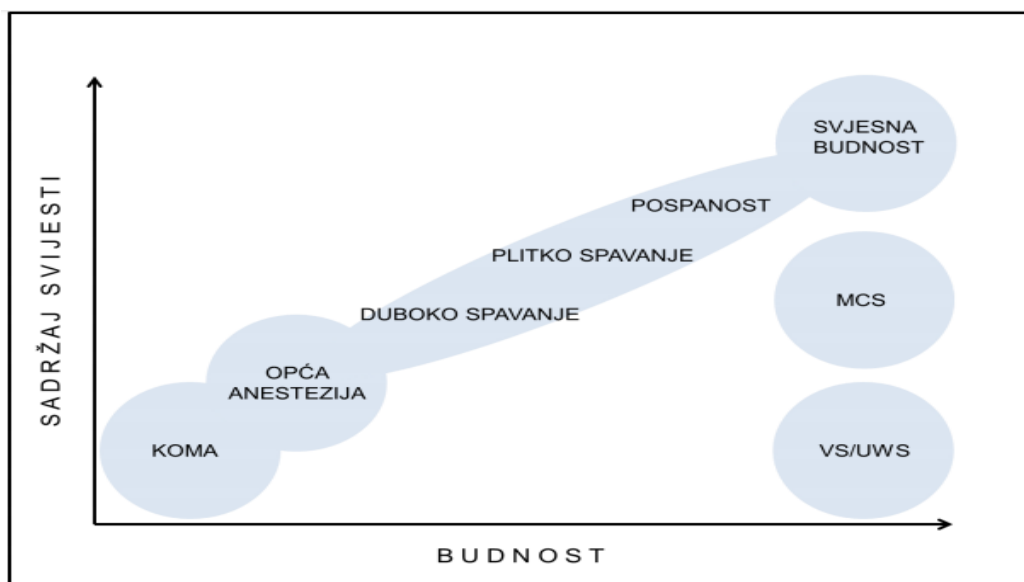 SADRŽAJ SVIJESTI
SVJESNA
BUDNOST
POSPANOST
PLITKO SPAVANJE
MCS
DUBOKO SPAVANJE
OPĆA
ANESTEZIJA
KOMA
VS/UWS
BUDNOST